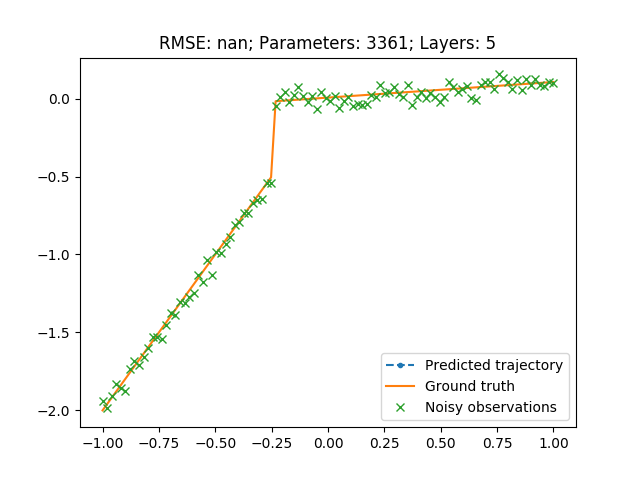 RMSE: nan; Parameters: 3361; Layers: 5
0.0
−0.5
−1.0
−1.5
−2.0
Predicted trajectory
Ground truth
Noisy observations
−1.00 −0.75 −0.50 −0.25 0.00 0.25 0.50 0.75 1.00